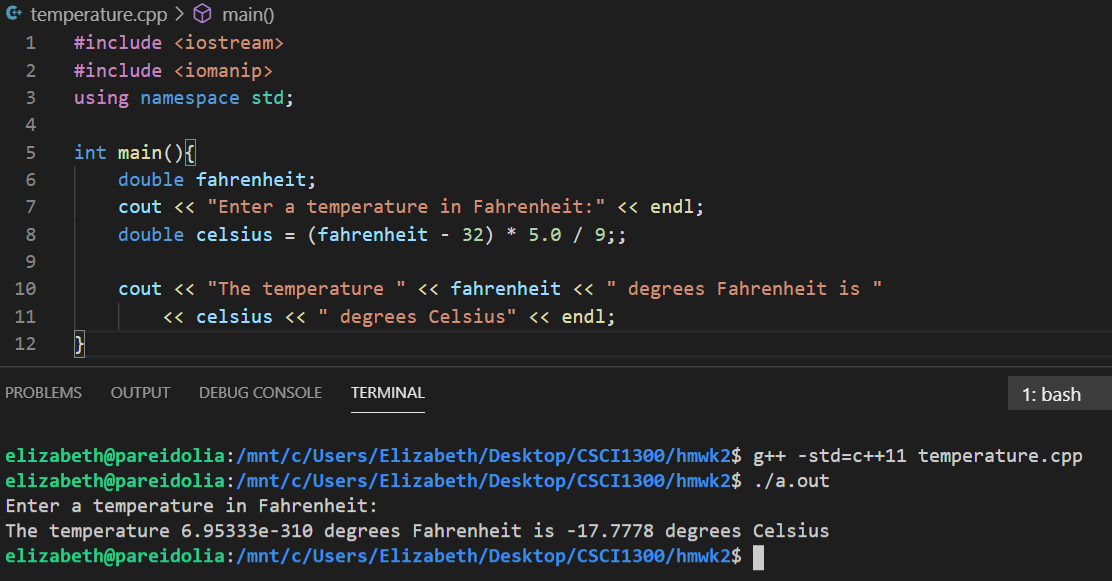 temperature.cpp > main()
1 #include <iostream>
2 #include <iomanip>
3 using namespace std;
4
5 int main(){
6 double fahrenheit;
7 cout << "Enter a temperature in Fahrenheit:" << endl;
8 double celsius = (fahrenheit - 32) * 5.0 / 9;;
9
10 cout << "The temperature " << fahrenheit << " degrees Fahrenheit is "
11 << celsius << " degrees Celsius" << endl;
12 }
PROBLEMS OUTPUT DEBUG CONSOLE TERMINAL 1: bash
elizabeth@pareidolia:/mnt/c/Users/Elizabeth/Desktop/CSCI1300/hmwk2$ g++ -std=c++11 temperature.cpp
elizabeth@pareidolia:/mnt/c/Users/Elizabeth/Desktop/CSCI1300/hmwk2$ ./a.out
Enter a temperature in Fahrenheit:
The temperature 6.95333e-310 degrees Fahrenheit is -17.7778 degrees Celsius
elizabeth@pareidolia:/mnt/c/Users/Elizabeth/Desktop/CSCI1300/hmwk2$